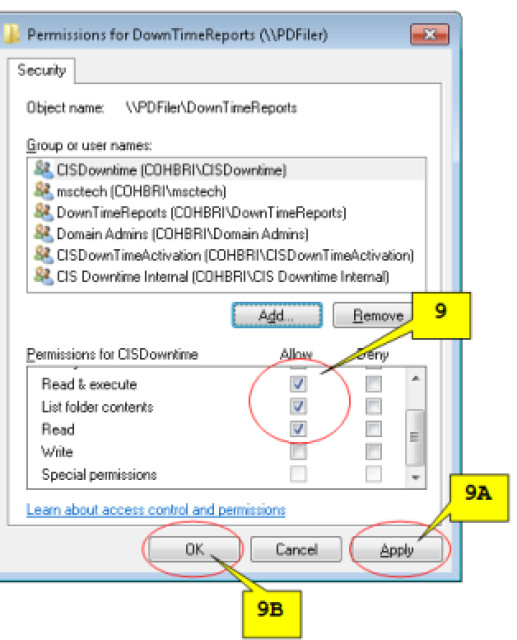 Permissions for DownTimeReports (\\PDFiler)
Security
Object name: \\PDFiler\DownTimeReports
Group or user names:
CISDowntime (COHBRI\CISDowntime)
msctech (COHBRI\msctech)
DownTimeReports (COHBRI\DownTimeReports)
Domain Admins (COHBRI\Domain Admins)
CISDownTimeActivation (COHBRI\CISDownTimeActivation)
CIS Downtime Internal (COHBRI\CIS Downtime Internal)
Add... Remove
9
Permissions for CISDowntime Allow Deny
Read & execute
List folder contents
Read
Write
Special permissions
9A
Learn about access control and permissions
OK Cancel Apply
9B